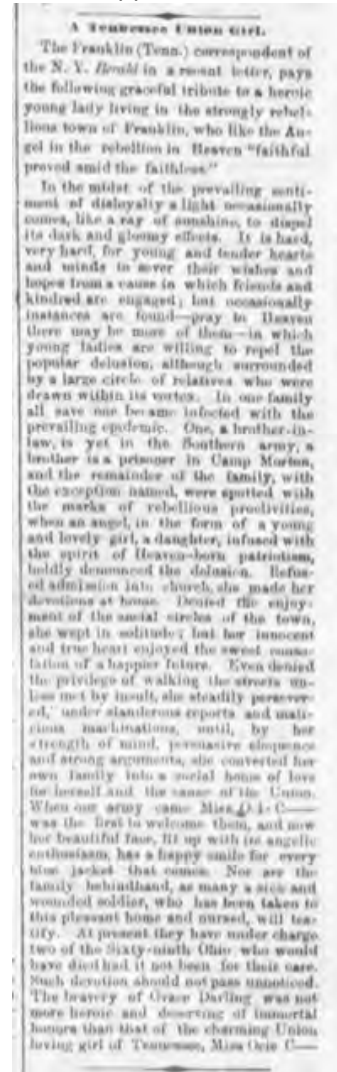 A Tennessee Union Girl.
The Franklin (Tenn.) correspondent of
the N. Y. Herald in a recent letter, pays
the following graceful tribute to a heroic
young lady living in the strongly rebel-
lious town of Franklin, who like the An-
gel in the rebellion in Heaven "faithful
proved amid the faithless."
In the midst of the prevailing senti-
ment of disloyalty a light occasionally
comes, like a ray of sunshine, to dispel
its dark and gloomy effects. It is hard,
very hard, for young and tender hearts
and minds to sever their wishes and
hopes from a cause in which friends and
kindred are engaged; but occasionally
instances are found—pray to Heaven
there may be more of them—in which
young ladies are willing to repel the
popular delusion, although surrounded
by a large circle of relatives who were
drawn within its vortex. In one family
all save one became infected with the
prevailing epidemic. One, a brother-in-
law, is yet in the Southern army, a
brother is a prisoner in Camp Morton,
and the remainder of the family, with
the exception named, were spotted with
the marks of rebellious proclivities,
when an angel, in the form of a young
and lovely girl, a daughter, infused with
the spirit of Heaven-born patriotism,
boldly denounced the delusion. Refus-
ed admission into church, she made her
devotions at home. Denied the enjoy-
ment of the social circles of the town,
she wept in solitude; but her innocent
and true heart enjoyed the sweet conso-
lation of a happier future. Even denied
the privilege of walking the streets un-
less met by insult, she steadily persever-
ed, under slanderous reports and mali-
cious machinations, until, by her
strength of mind, persuasive eloquence
and strong arguments, she converted her
own family into a social home of love
for herself and the cause of the Union.
When our army came Miss C——
was the first to welcome them, and now
her beautiful face, lit up with its angelic
enthusiasm, has a happy smile for every
blue jacket that comes. Nor are the
family behindhand, as many a sick and
wounded soldier, who has been taken to
this pleasant home and nursed, will tes-
tify. At present they have under charge
two of the Sixty-ninth Ohio who would
have died had it not been for their care.
Such devotion should not pass unnoticed.
The bravery of Grace Darling was not
more heroic and deserving of immortal
honors than that of the charming Union
loving girl of Tennessee, Miss Ocie C——